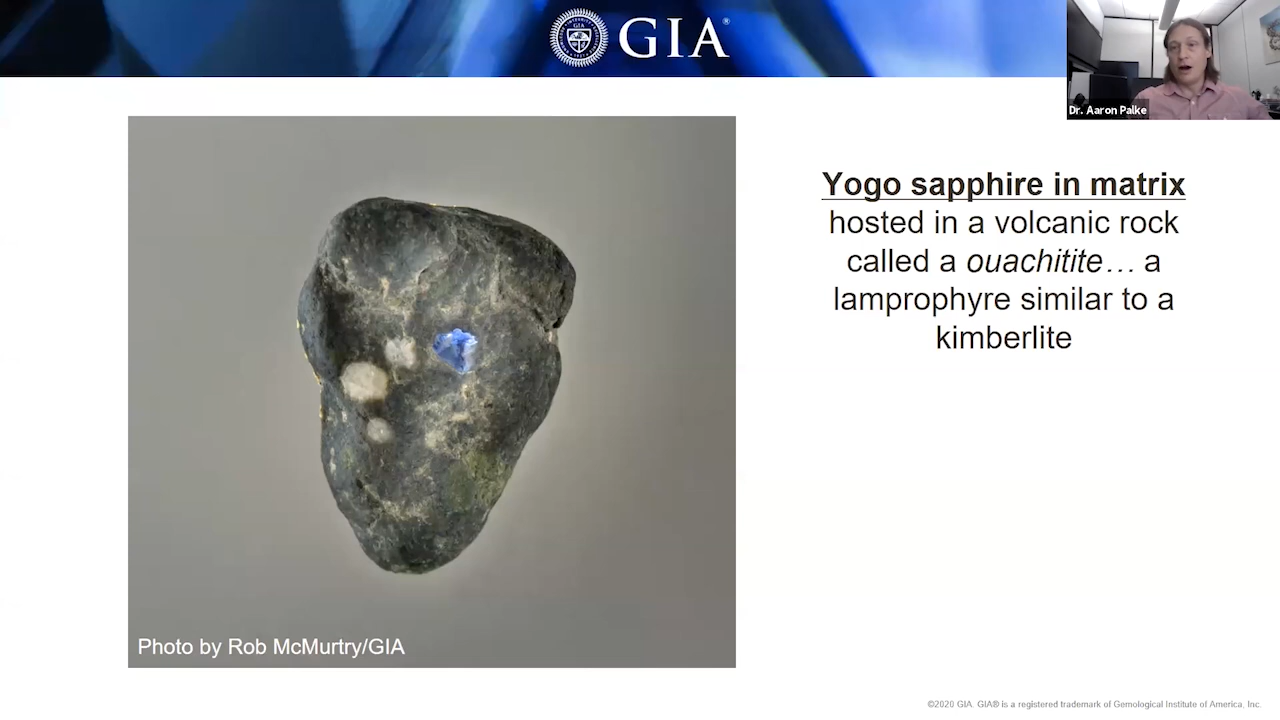 GIA®
Dr. Aaron Palke
Yogo sapphire in matrix
hosted in a volcanic rock
called a ouachitite… a
lamprophyre similar to a
kimberlite
Photo by Rob McMurtry/GIA
©2020 GIA. GIA® is a registered trademark of Gemological Institute of America, Inc.